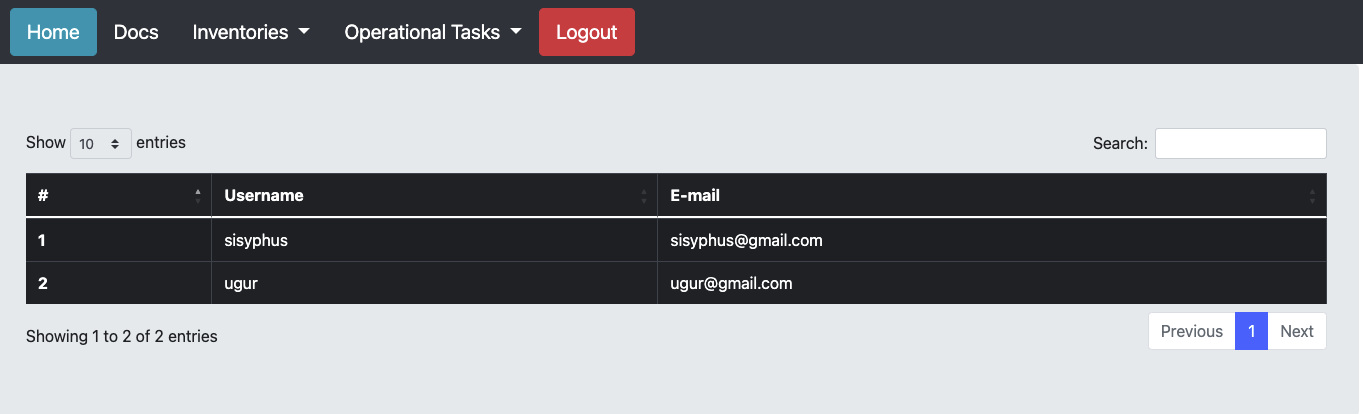 Home Docs Inventories Operational Tasks Logout
Show 10 entries Search:
# Username E-mail
1 sisyphus sisyphus@gmail.com
2 ugur ugur@gmail.com
Showing 1 to 2 of 2 entries Previous 1 Next